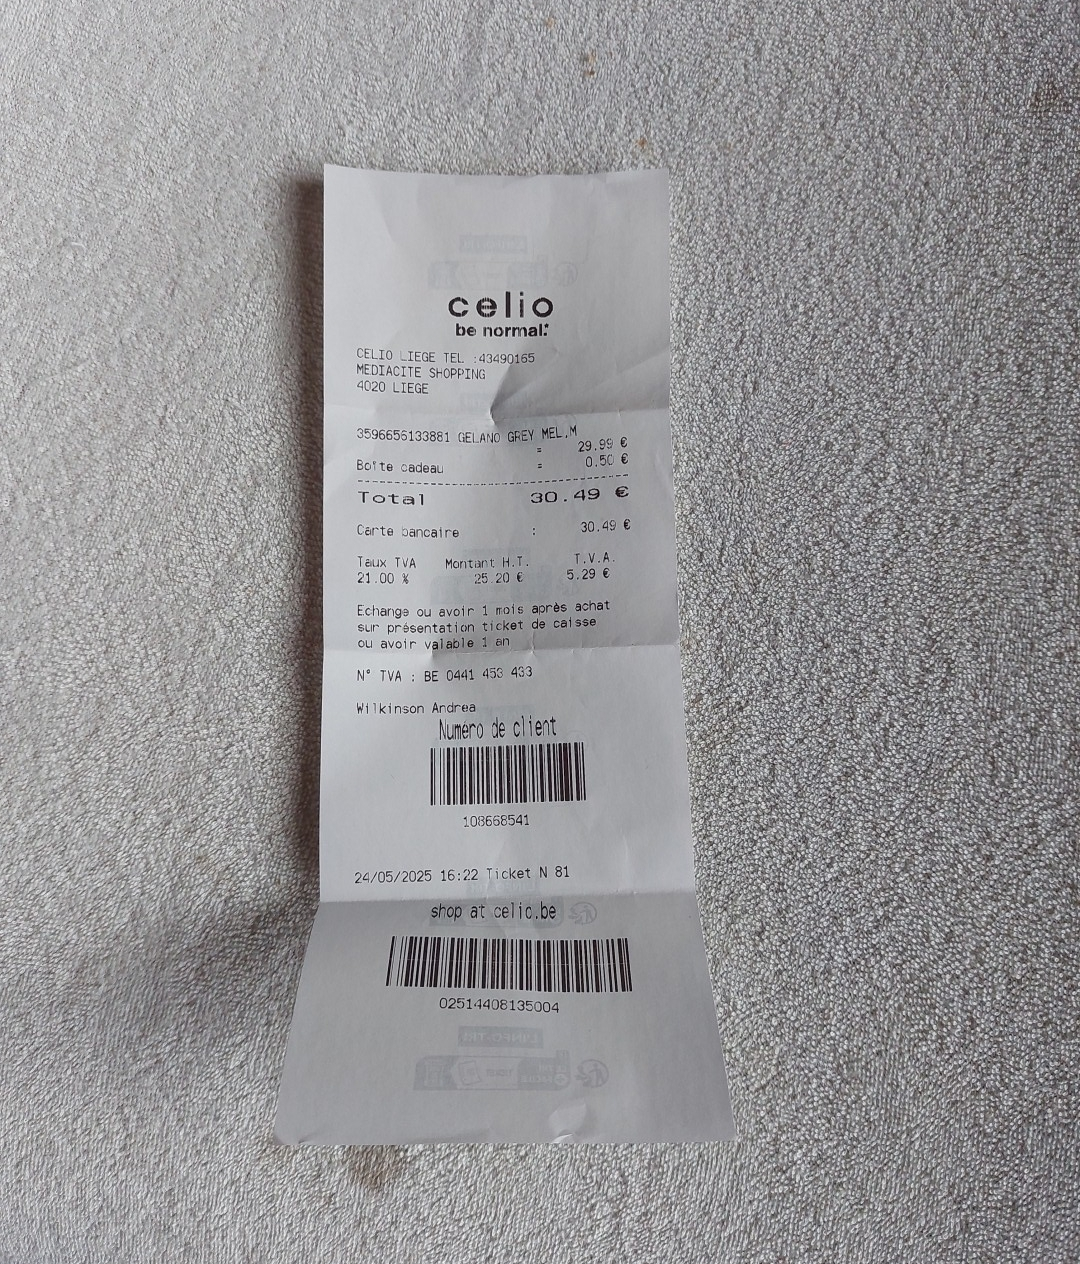 celio
be normal:
CELIO LIEGE TEL :43490165
MEDIACITE SHOPPING
4020 LIEGE
3596656133881 GELANO GREY MEL,M
= 29.99 €
Boîte cadeau = 0.50 €
Total 30.49 €
Carte bancaire : 30.49 €
Taux TVA Montant H.T. T.V.A.
21.00 % 25.20 € 5.29 €
Echange ou avoir 1 mois après achat
sur présentation ticket de caisse
ou avoir valable 1 an
N° TVA : BE 0441 453 433
Wilkinson Andrea
Numéro de client
108668541
24/05/2025 16:22 Ticket N 81
shop at celio.be
02514408135004